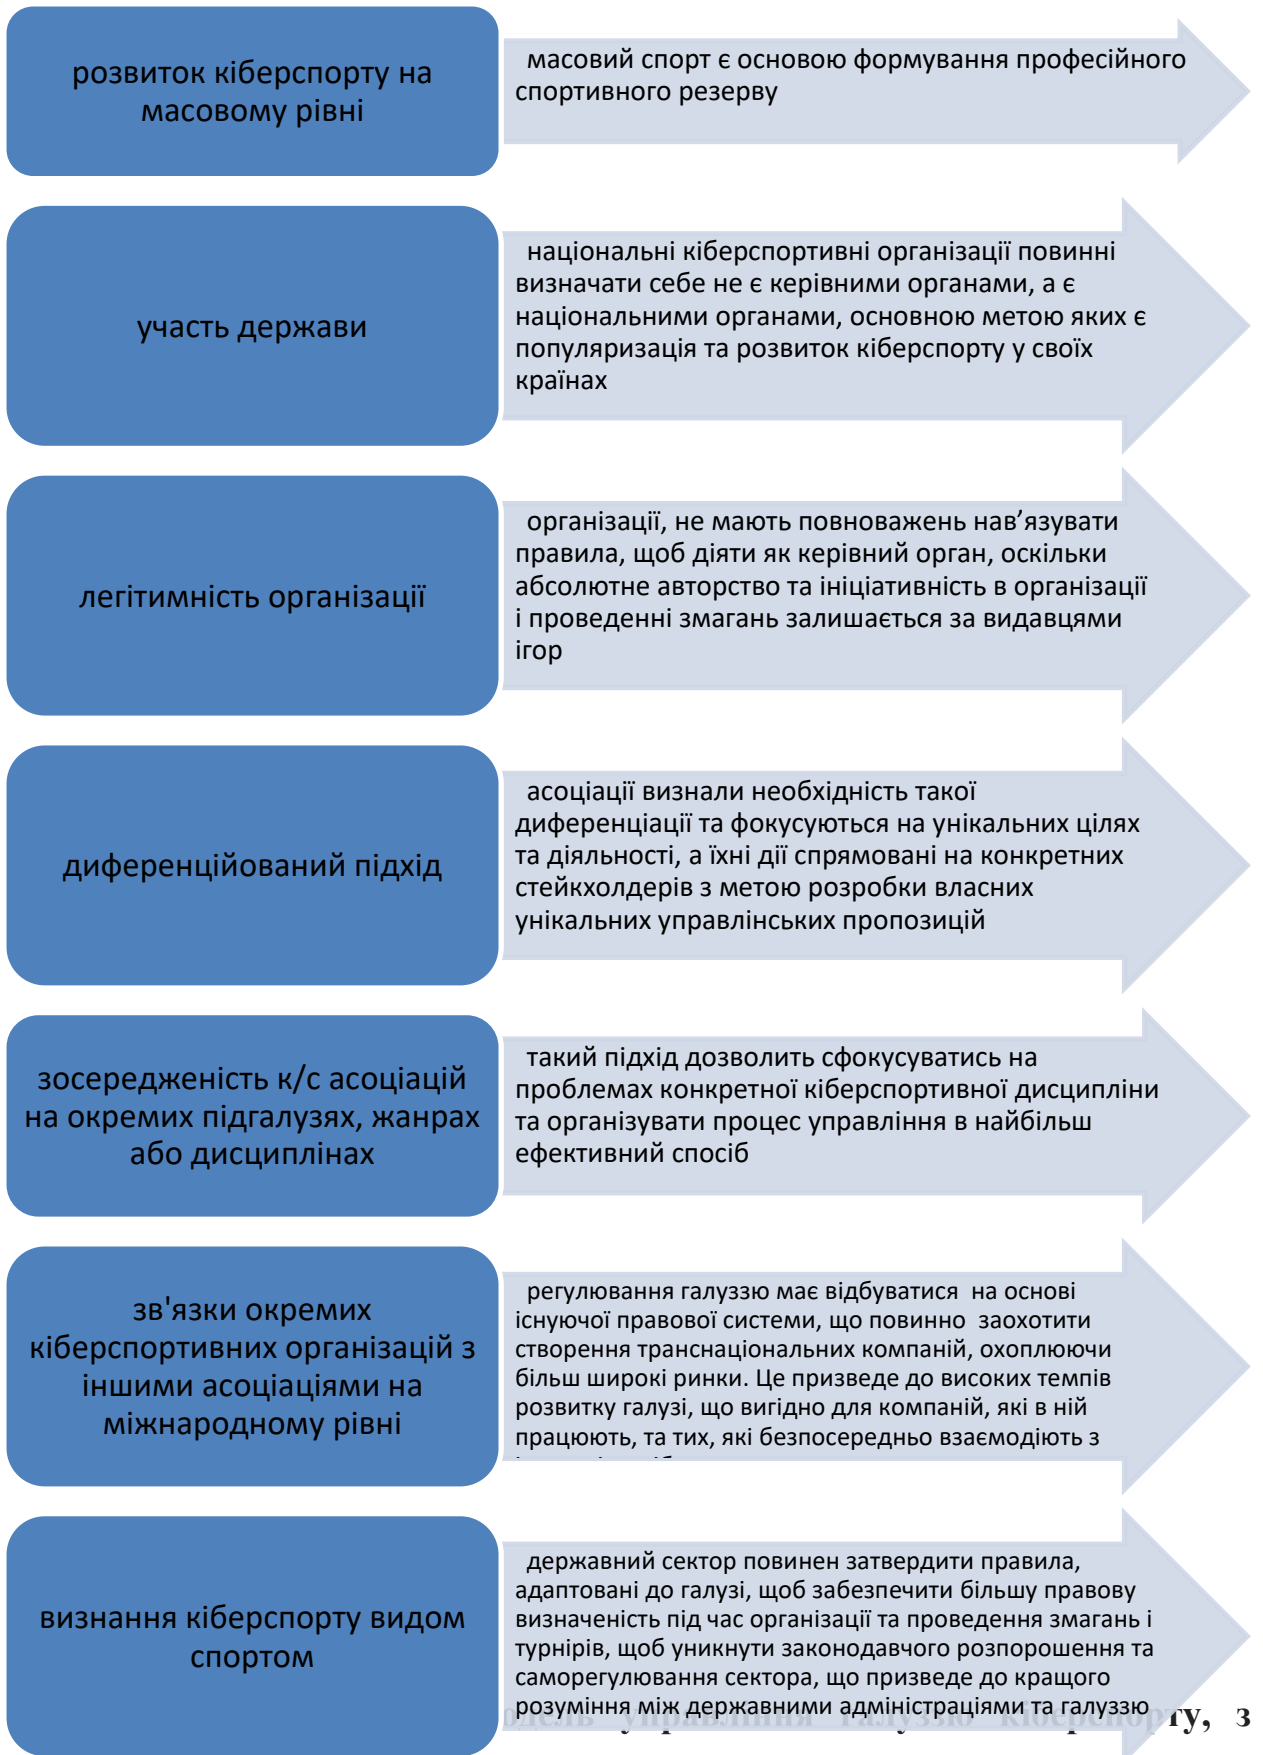 розвиток кіберспорту на
масовому рівні
масовий спорт є основою формування професійного
спортивного резерву
участь держави
національні кіберспортивні організації повинні
визначати себе не є керівними органами, а є
національними органами, основною метою яких є
популяризація та розвиток кіберспорту у своїх
країнах
легітимність організації
організації, не мають повноважень нав’язувати
правила, щоб діяти як керівний орган, оскільки
абсолютне авторство та ініціативність в організації
і проведенні змагань залишається за видавцями
ігор
диференційований підхід
асоціації визнали необхідність такої
диференціації та фокусуються на унікальних цілях
та діяльності, а їхні дії спрямовані на конкретних
стейкхолдерів з метою розробки власних
унікальних управлінських пропозицій
зосередженість к/с асоціацій
на окремих підгалузях, жанрах
або дисциплінах
такий підхід дозволить сфокусуватись на
проблемах конкретної кіберспортивної дисципліни
та організувати процес управління в найбільш
ефективний спосіб
зв'язки окремих
кіберспортивних організацій з
іншими асоціаціями на
міжнародному рівні
регулювання галуззю має відбуватися на основі
існуючої правової системи, що повинно заохотити
створення транснаціональних компаній, охоплюючи
більш широкі ринки. Це призведе до високих темпів
розвитку галузі, що вигідно для компаній, які в ній
працюють, та тих, які безпосередньо взаємодіють з
визнання кіберспорту видом
спортом
державний сектор повинен затвердити правила,
адаптовані до галузі, щоб забезпечити більшу правову
визначеність під час організації та проведення змагань і
турнірів, щоб уникнути законодавчого розпорошення та
саморегулювання сектора, що призведе до кращого
розуміння між державними адміністраціями та галуззю
управління галуззю кіберспорту, з